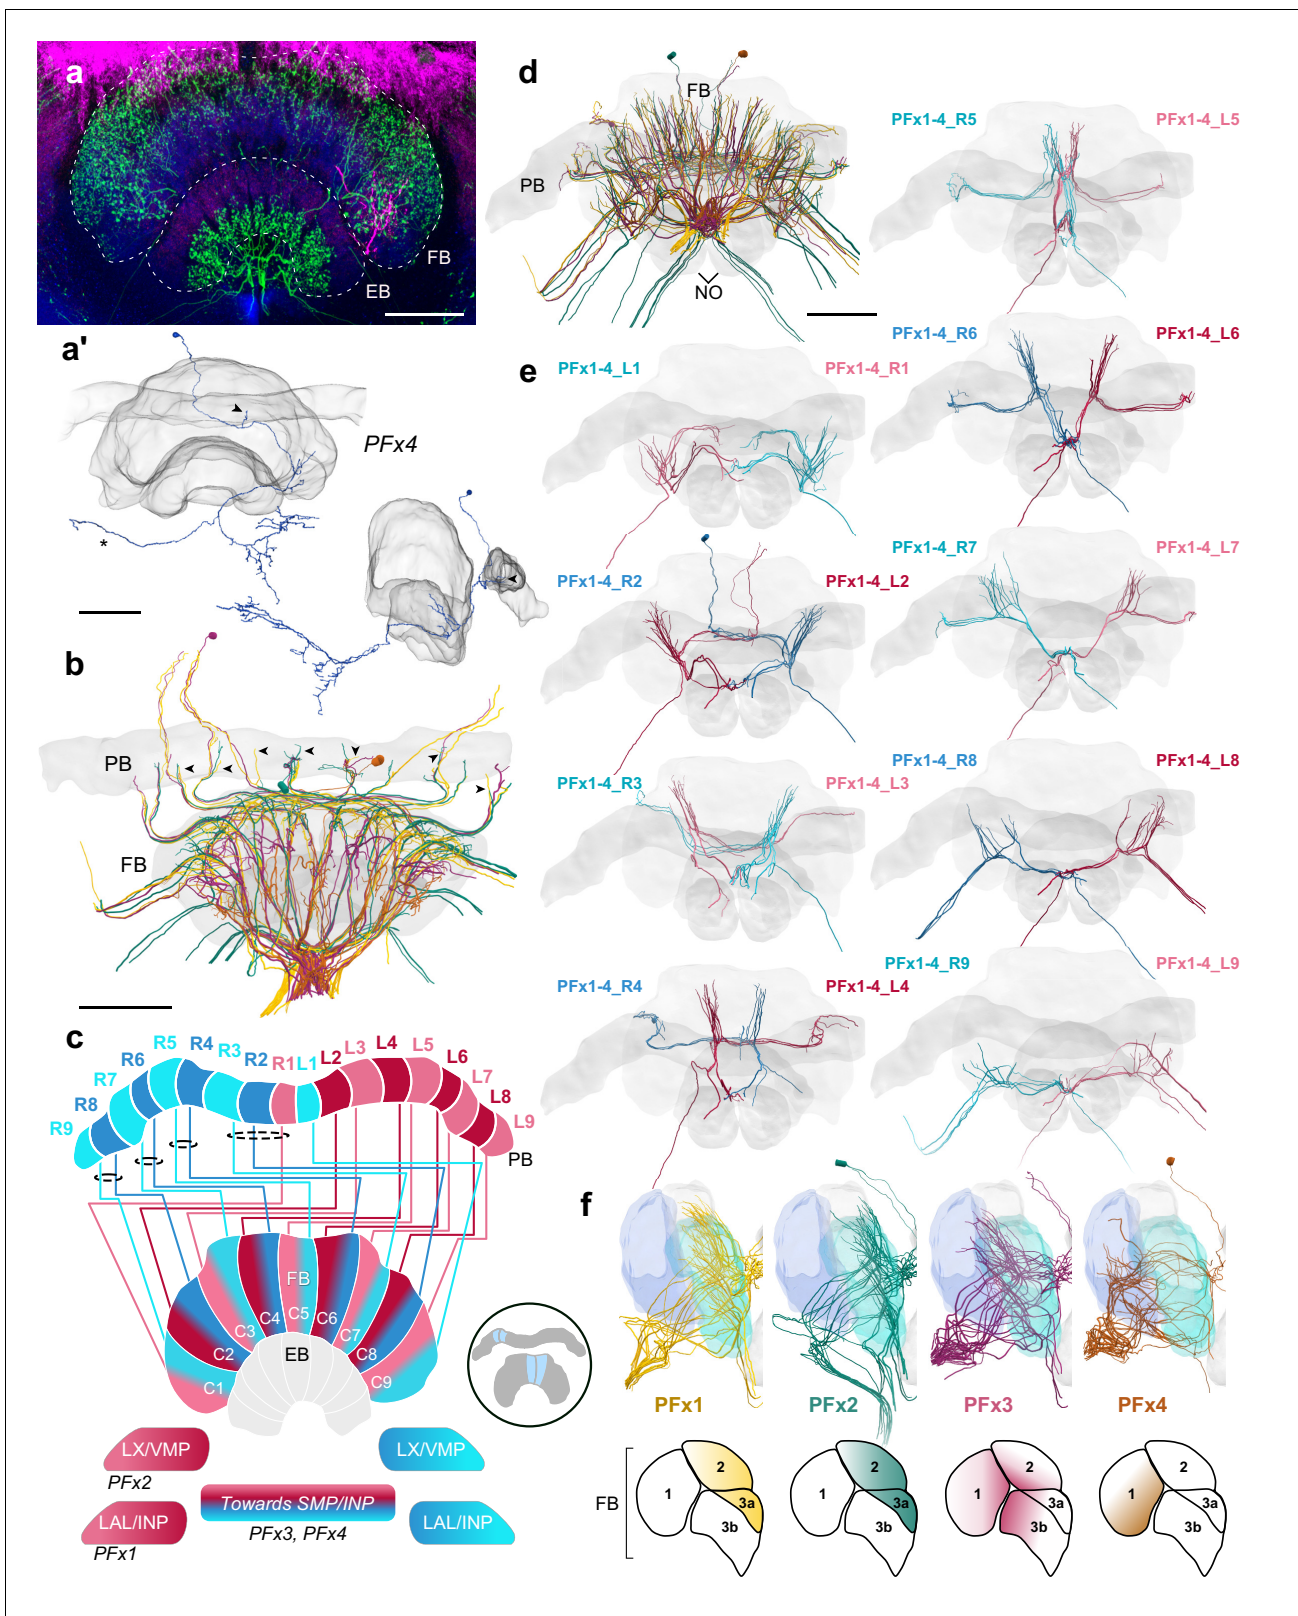 a
FB
EB
a'
PFx4
*
b
PB
FB
c
R9
R8
R7
R6
R5
R4
R3
R2
R1
L1
L2
L3
L4
L5
L6
L7
L8
L9
PB
FB
C1
C2
C3
C4
C5
C6
C7
C8
C9
EB
LX/VMP
PFx2
LX/VMP
Towards SMP/INP
PFx3, PFx4
LAL/INP
PFx1
LAL/INP
d
FB
PB
NO
e
PFx1-4_L1
PFx1-4_R1
PFx1-4_R2
PFx1-4_L2
PFx1-4_R3
PFx1-4_L3
PFx1-4_R4
PFx1-4_L4
PFx1-4_R5
PFx1-4_L5
PFx1-4_R6
PFx1-4_L6
PFx1-4_R7
PFx1-4_L7
PFx1-4_R8
PFx1-4_L8
PFx1-4_R9
PFx1-4_L9
f
PFx1
PFx2
PFx3
PFx4
FB
1
2
3a
3b
1
2
3a
3b
1
2
3a
3b
1
2
3a
3b